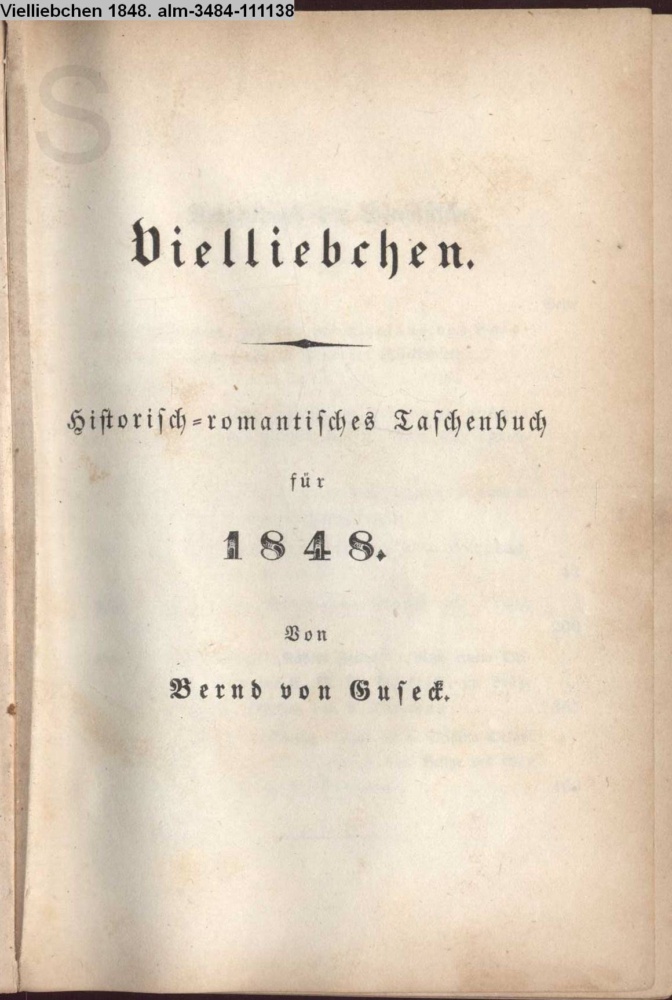 Vielliebchen 1848. alm-3484-111138
S
Vielliebchen.
Historisch-romantisches Taschenbuch
für
1848.
Von
Bernd von Guseck.